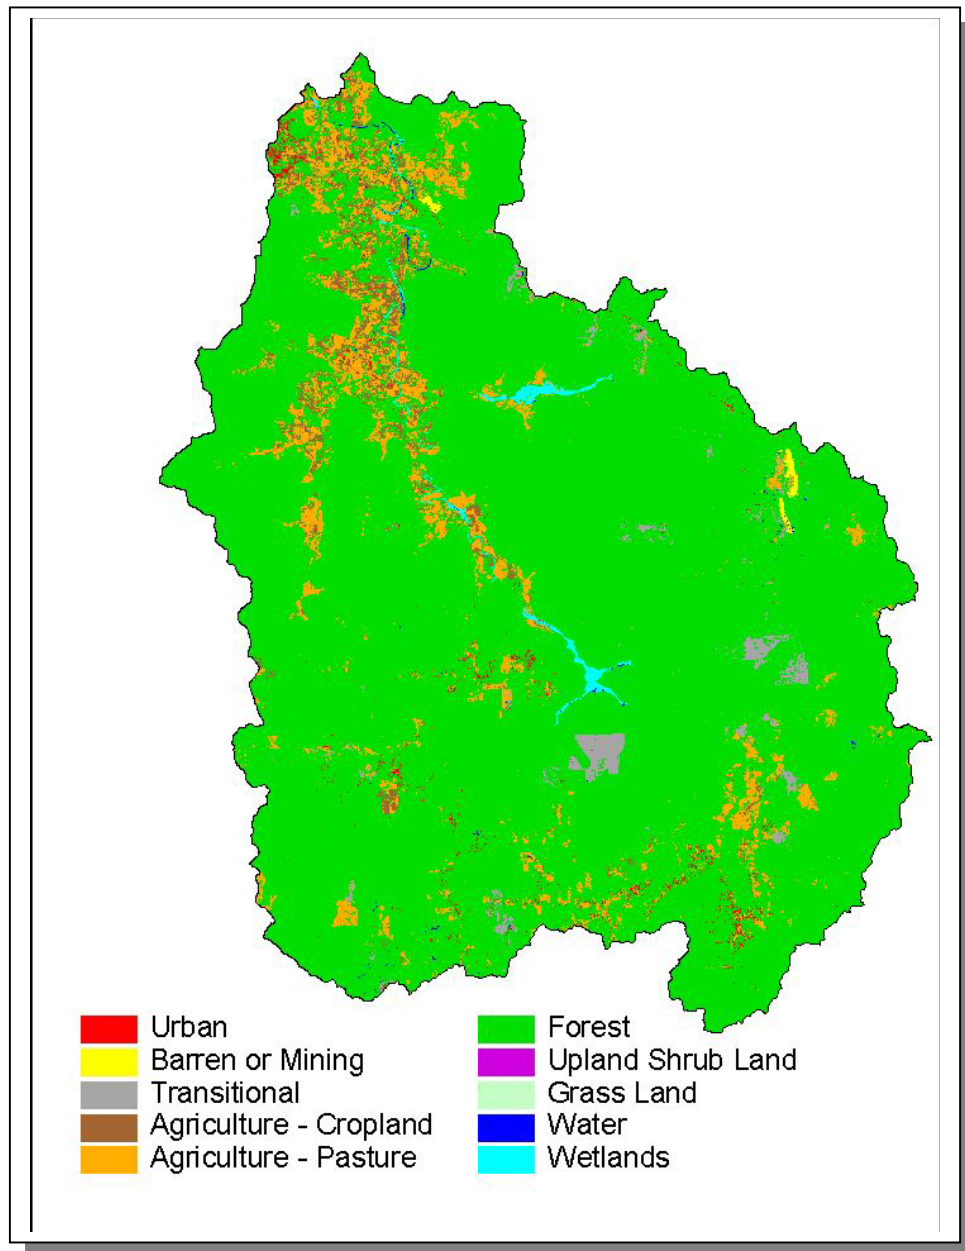 Urban
Barren or Mining
Transitional
Agriculture - Cropland
Agriculture - Pasture
Forest
Upland Shrub Land
Grass Land
Water
Wetlands